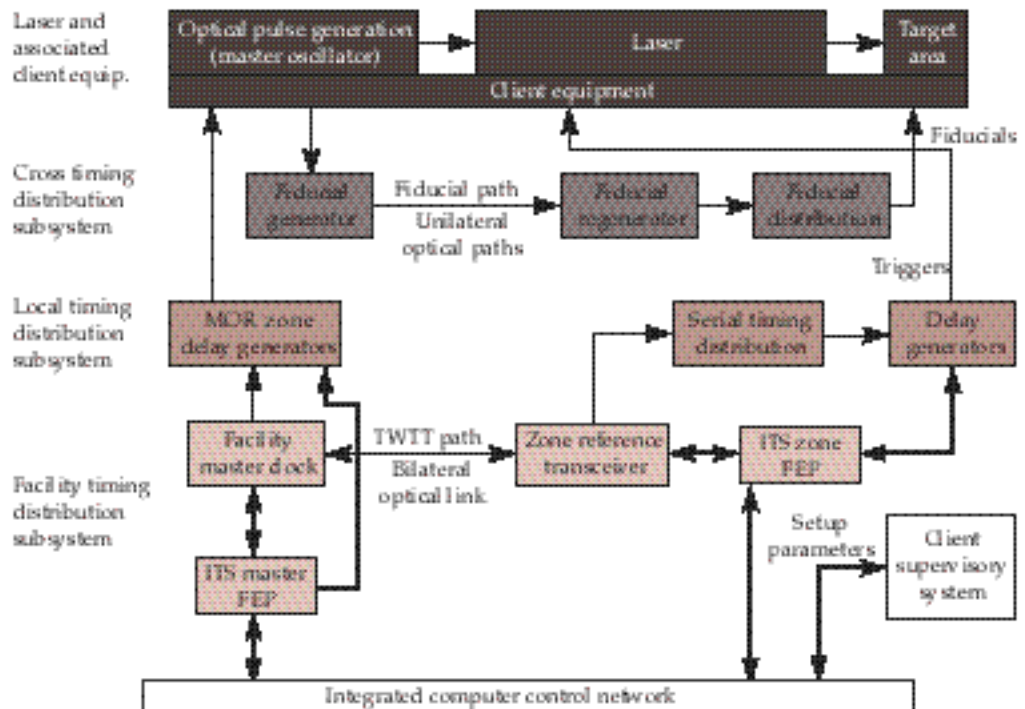 Laser and
associated
client equip.
Optical pulse generation
(master oscillator)
Laser
Target
area
Client equipment
Fiducials
Cross timing
distribution
subsystem
Fiducial
generator
Fiducial path
Unilateral
optical paths
Fiducial
regenerator
Fiducial
distribution
Triggers
Local timing
distribution
subsystem
MOR zone
delay generators
Serial timing
distribution
Delay
generators
Facility
master clock
TWTT path
Bilateral
optical link
Zone reference
transceiver
ITS zone
FEP
Facility timing
distribution
subsystem
Setup
parameters
Client
supervisory
system
ITS master
FEP
Integrated computer control network